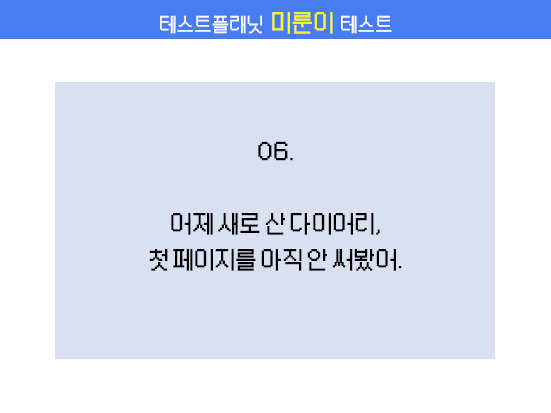 테스트플래닛 미룬이 테스트
06.
어제 새로 산 다이어리,
첫 페이지를 아직 안 써봤어.